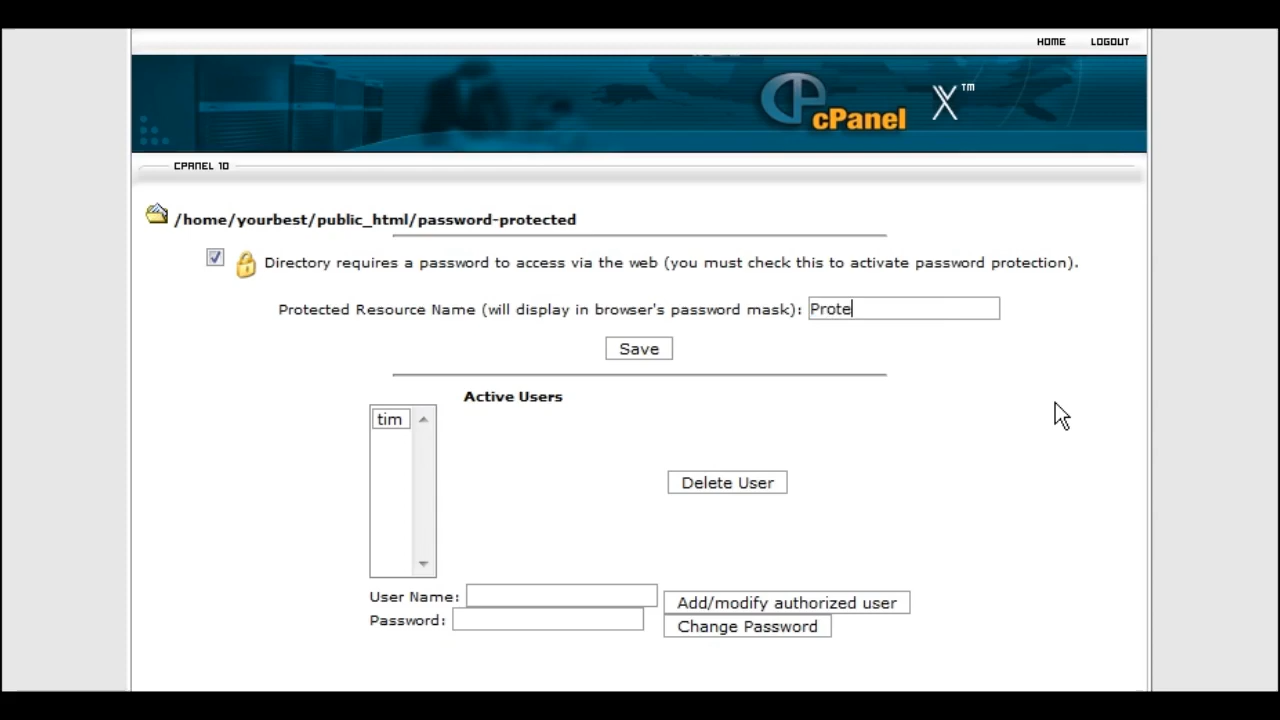 HOME LOGOUT
cPanel X™
CPANEL 10
/home/yourbest/public_html/password-protected
Directory requires a password to access via the web (you must check this to activate password protection).
Protected Resource Name (will display in browser's password mask): Prote
Save
Active Users
tim
Delete User
User Name:
Add/modify authorized user
Password:
Change Password